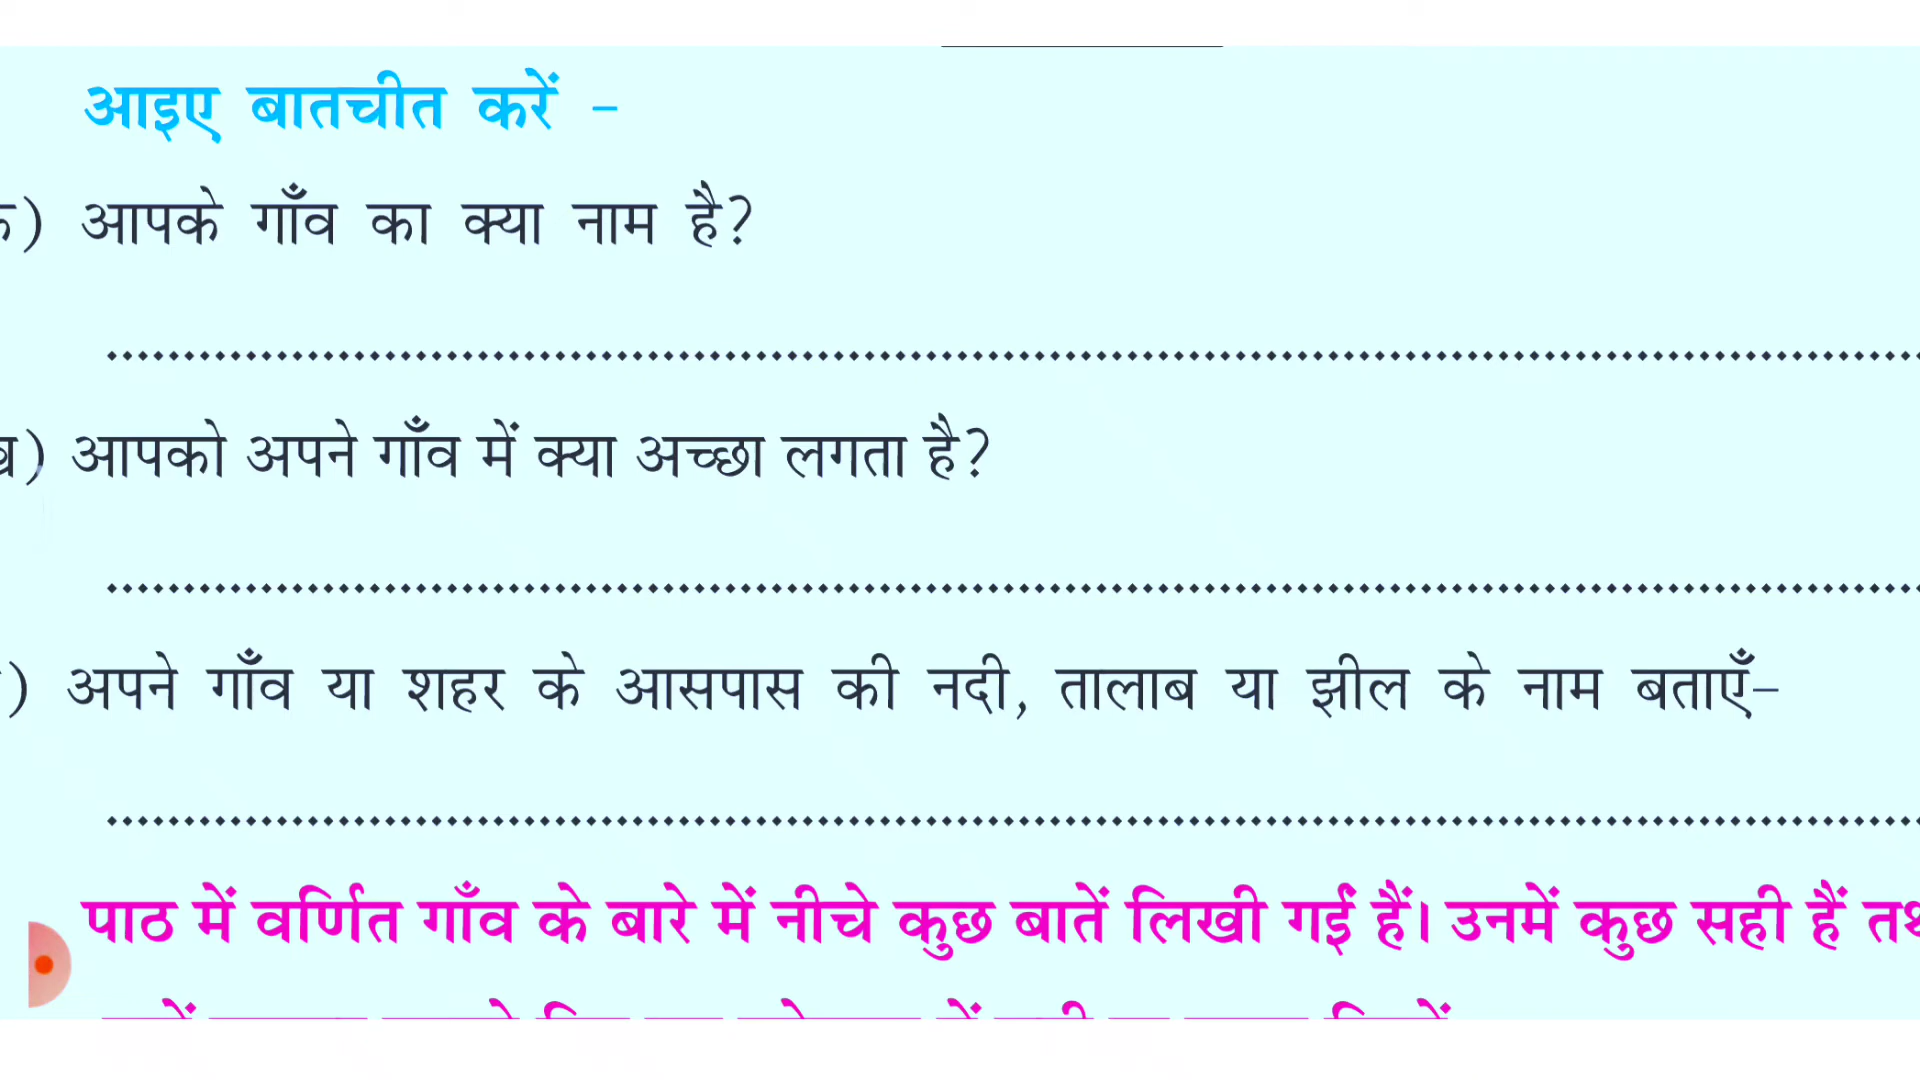 आइए बातचीत करें -
) आपके गाँव का क्या नाम है?
) आपको अपने गाँव में क्या अच्छा लगता है?
) अपने गाँव या शहर के आसपास की नदी, तालाब या झील के नाम बताएँ-
पाठ में वर्णित गाँव के बारे में नीचे कुछ बातें लिखी गईं हैं। उनमें कुछ सही हैं